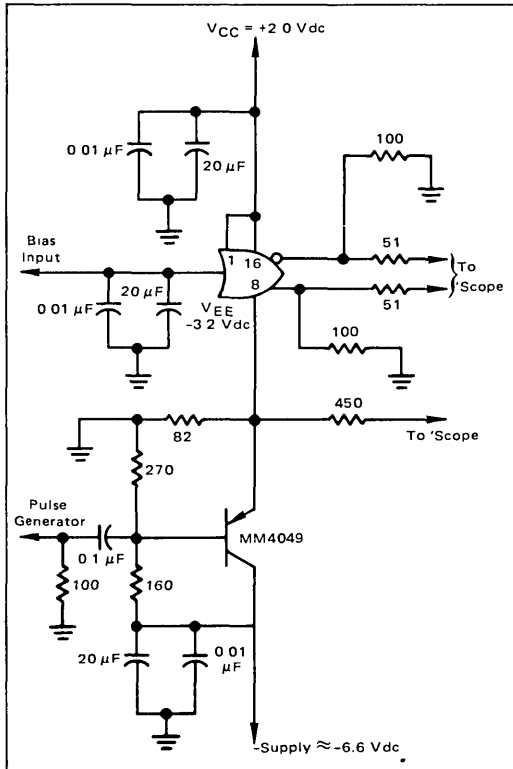 VCC = +2 0 Vdc
100
0 01 µF
20 µF
Bias
Input
1
16
51
To
'Scope
8
51
20 µF
0 01 µF
VEE
-3 2 Vdc
100
82
450
To 'Scope
270
Pulse
Generator
0 1 µF
MM4049
100
160
20 µF
0 01
µF
-Supply ≈ -6.6 Vdc